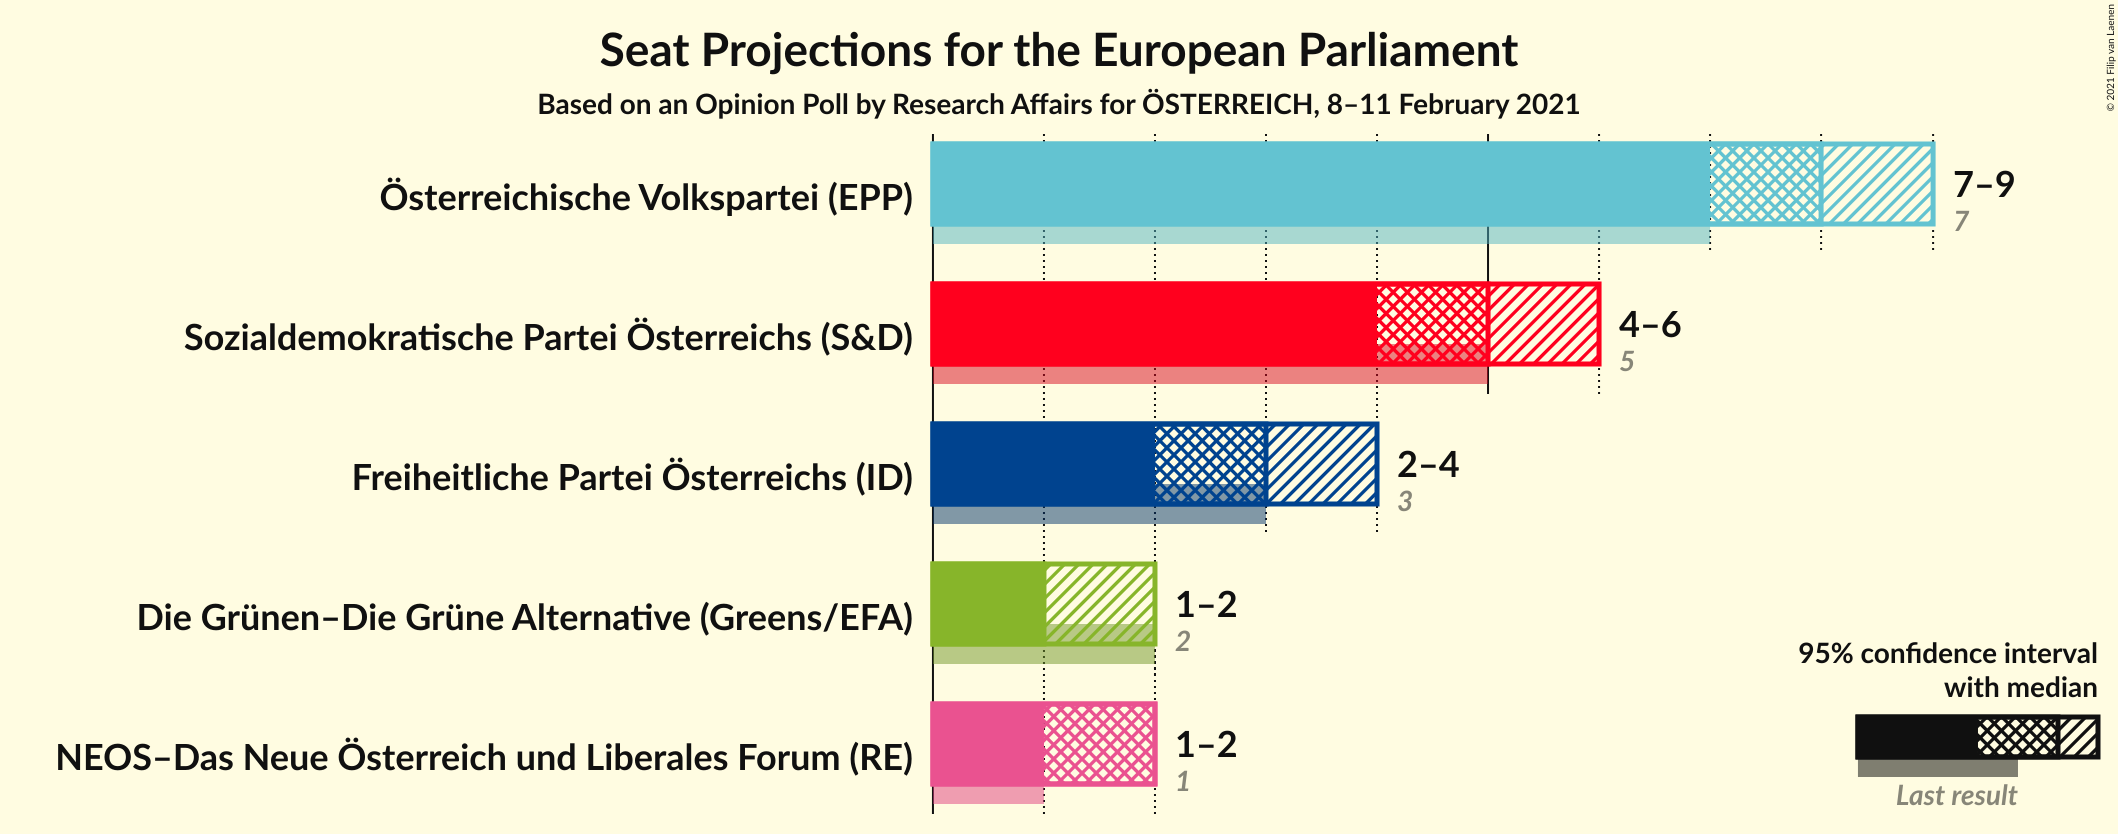 Seat Projections for the European Parliament
Based on an Opinion Poll by Research Affairs for ÖSTERREICH, 8–11 February 2021
© 2021 Filip van Laenen
Österreichische Volkspartei (EPP)
7–9
7
Sozialdemokratische Partei Österreichs (S&D)
4–6
5
Freiheitliche Partei Österreichs (ID)
2–4
3
Die Grünen–Die Grüne Alternative (Greens/EFA)
1–2
2
NEOS–Das Neue Österreich und Liberales Forum (RE)
1–2
1
95% confidence interval
with median
Last result